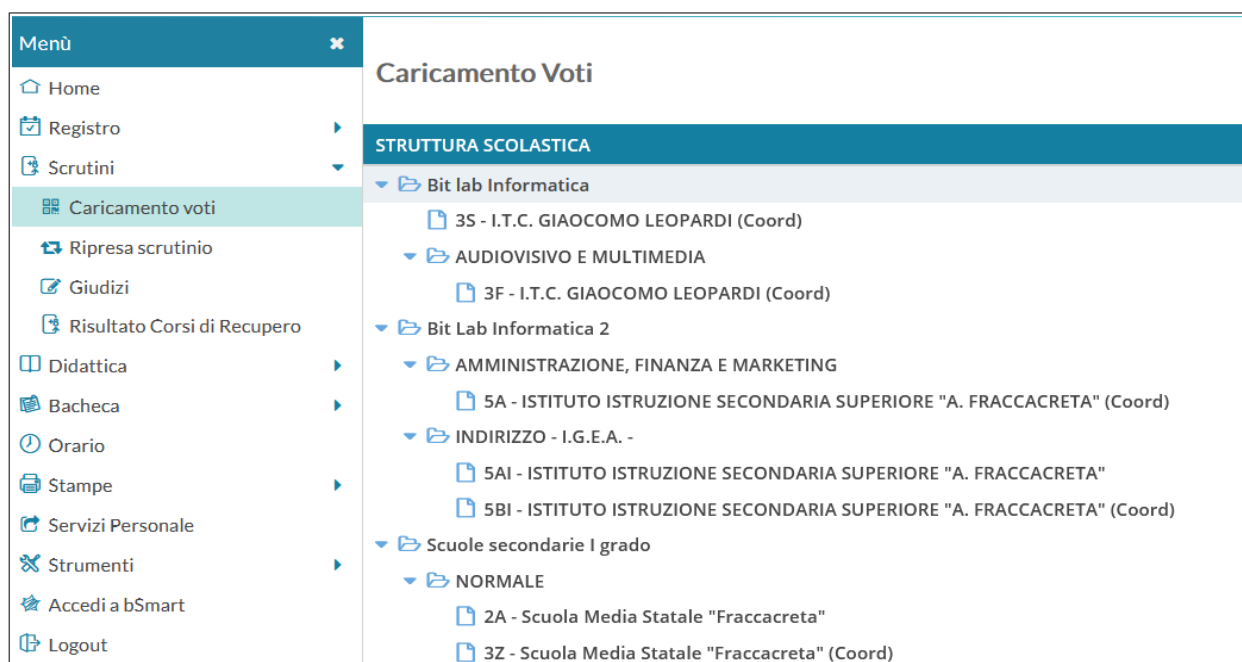 Menù
Home
Registro
Scrutini
Caricamento voti
Ripresa scrutinio
Giudizi
Risultato Corsi di Recupero
Didattica
Bacheca
Orario
Stampe
Servizi Personale
Strumenti
Accedi a bSmart
Logout
Caricamento Voti
STRUTTURA SCOLASTICA
Bit lab Informatica
3S - I.T.C. GIAOCOMO LEOPARDI (Coord)
AUDIOVISIVO E MULTIMEDIA
3F - I.T.C. GIAOCOMO LEOPARDI (Coord)
Bit Lab Informatica 2
AMMINISTRAZIONE, FINANZA E MARKETING
5A - ISTITUTO ISTRUZIONE SECONDARIA SUPERIORE "A. FRACCACRETA" (Coord)
INDIRIZZO - I.G.E.A. -
5AI - ISTITUTO ISTRUZIONE SECONDARIA SUPERIORE "A. FRACCACRETA"
5BI - ISTITUTO ISTRUZIONE SECONDARIA SUPERIORE "A. FRACCACRETA" (Coord)
Scuole secondarie I grado
NORMALE
2A - Scuola Media Statale "Fraccacreta"
3Z - Scuola Media Statale "Fraccacreta" (Coord)